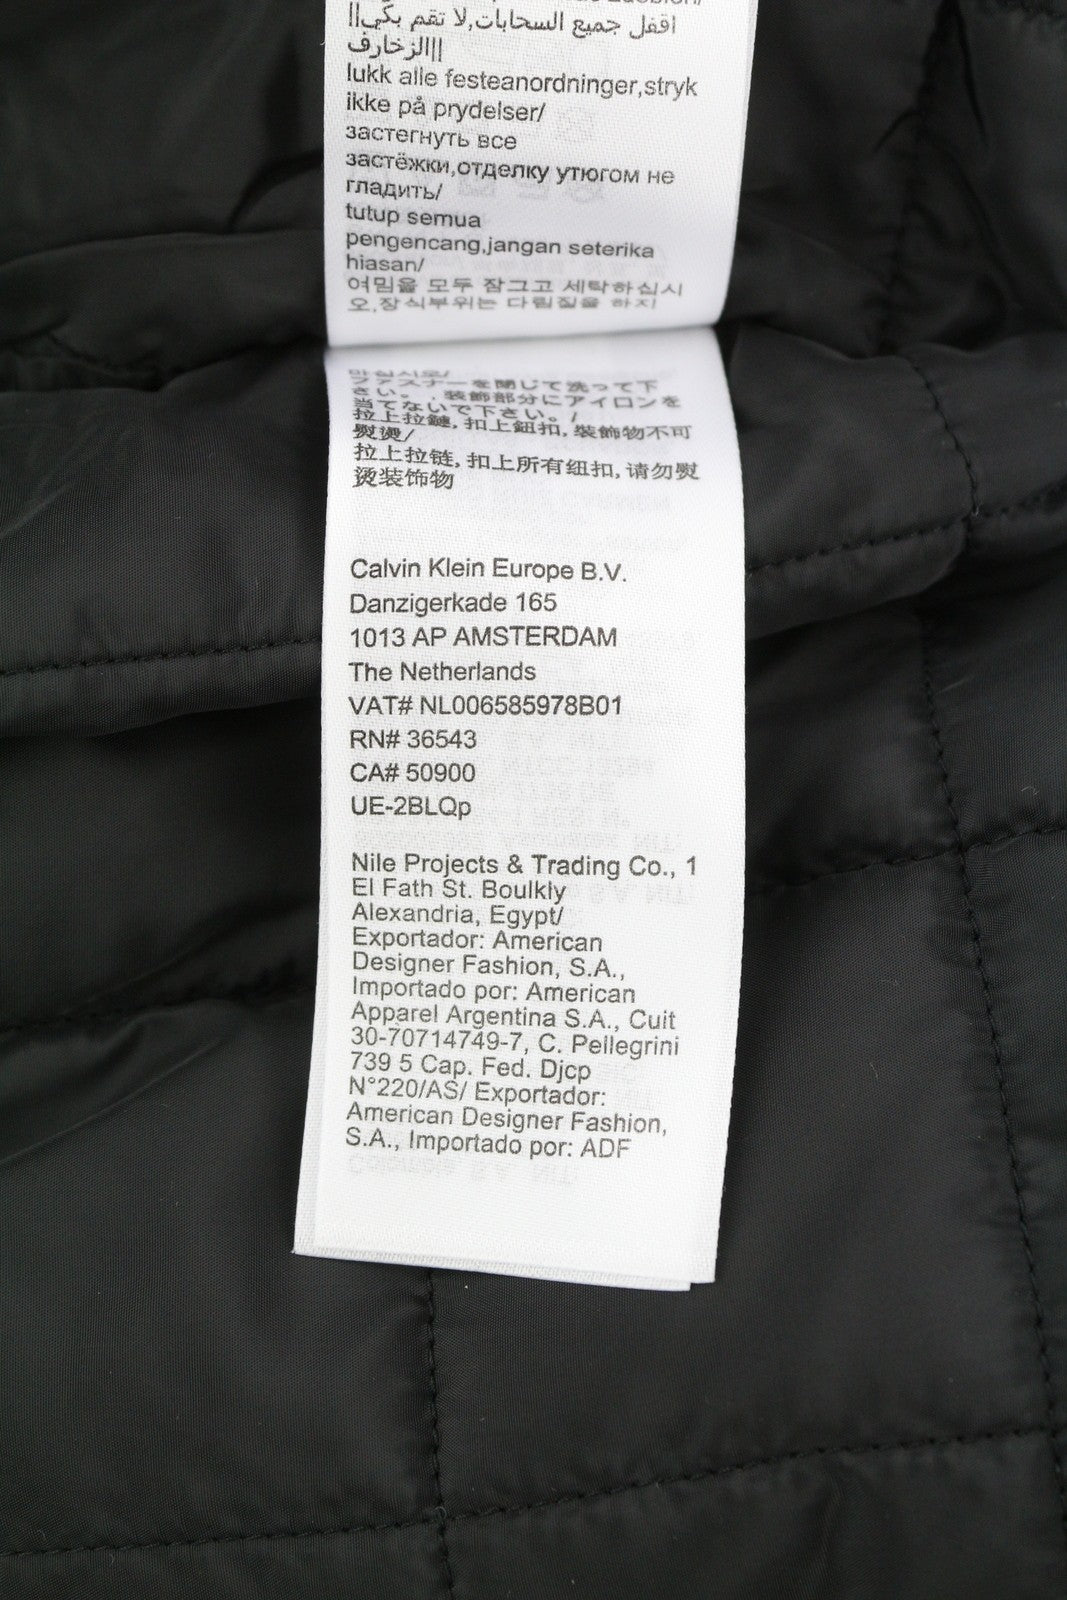 اقفل جميع السحابات,لا تقم بكي||
||الزخارف
lukk alle festeanordninger,stryk
ikke på prydelser/
застегнуть все
застёжки,отделку утюгом не
гладить/
tutup semua
pengencang,jangan seterika
hiasan/
여밈을 모두 잠그고 세탁하십시
오,장식부위는 다림질을 하지
마십시오/
ファスナーを閉じて洗って下
さい。.装飾部分にアイロンを
当てないで下さい。/
拉上拉鏈,扣上鈕扣,裝飾物不可
熨燙/
拉上拉链,扣上所有纽扣,请勿熨
烫装饰物
Calvin Klein Europe B.V.
Danzigerkade 165
1013 AP AMSTERDAM
The Netherlands
VAT# NL006585978B01
RN# 36543
CA# 50900
UE-2BLQp
Nile Projects & Trading Co., 1
El Fath St. Boulkly
Alexandria, Egypt/
Exportador: American
Designer Fashion, S.A.,
Importado por: American
Apparel Argentina S.A., Cuit
30-70714749-7, C. Pellegrini
739 5 Cap. Fed. Djcp
N°220/AS/ Exportador:
American Designer Fashion,
S.A., Importado por: ADF